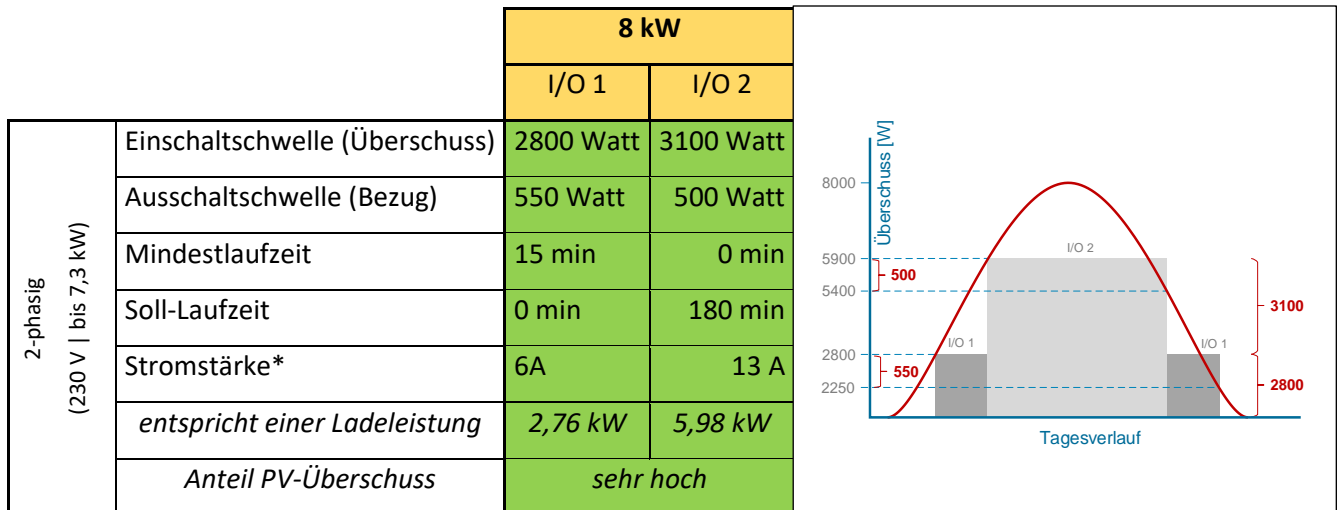 8 kW
I/O 1 I/O 2
2-phasig
(230 V | bis 7,3 kW)
Einschaltschwelle (Überschuss) 2800 Watt 3100 Watt
Ausschaltschwelle (Bezug) 550 Watt 500 Watt
Mindestlaufzeit 15 min 0 min
Soll-Laufzeit 0 min 180 min
Stromstärke* 6A 13 A
entspricht einer Ladeleistung 2,76 kW 5,98 kW
Anteil PV-Überschuss sehr hoch
Überschuss [W]
8000
I/O 2
5900
500
5400
3100
I/O 1 I/O 1
2800
550
2800
2250
Tagesverlauf